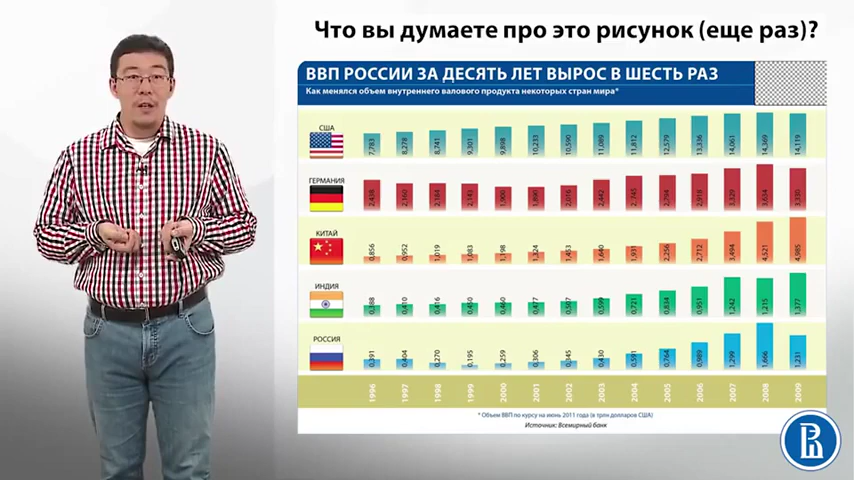 Что вы думаете про это рисунок (еще раз)?
ВВП РОССИИ ЗА ДЕСЯТЬ ЛЕТ ВЫРОС В ШЕСТЬ РАЗ
Как менялся объем внутреннего валового продукта некоторых стран мира*
США
7,783 8,278 8,741 9,301 9,898 10,233 10,590 11,089 11,812 12,579 13,336 14,061 14,369 14,119
ГЕРМАНИЯ
2,438 2,160 2,184 2,143 1,900 2,016 2,442 2,745 2,794 2,919 3,329 3,634 3,330
КИТАЙ
0,856 0,952 1,019 1,083 1,198 1,324 1,453 1,640 1,931 2,256 2,712 3,494 4,521 4,985
ИНДИЯ
0,388 0,410 0,416 0,450 0,460 0,477 0,507 0,599 0,721 0,834 0,951 1,242 1,215 1,377
РОССИЯ
0,391 0,404 0,270 0,195 0,259 0,306 0,345 0,430 0,591 0,764 0,989 1,299 1,666 1,231
1996 1997 1998 1999 2000 2001 2002 2003 2004 2005 2006 2007 2008 2009
* Объем ВВП по курсу на июнь 2011 года (в трлн долларов США)
Источник: Всемирный банк